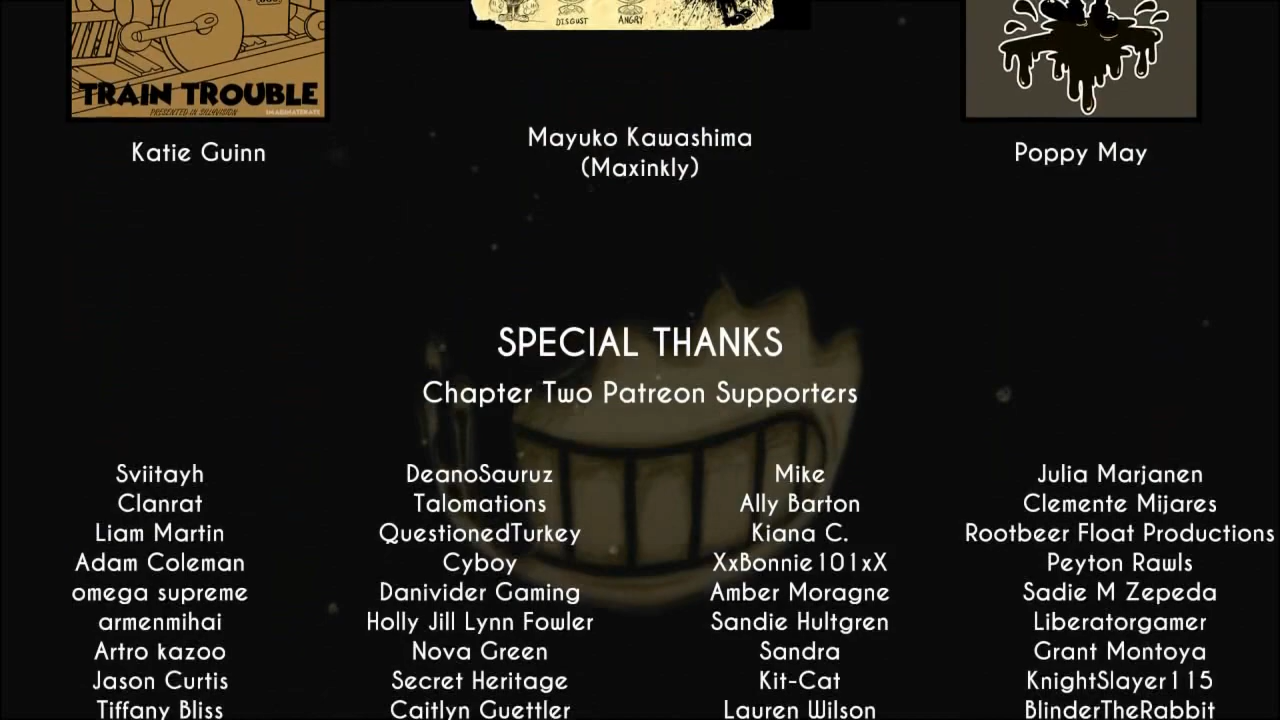 DISGUST
ANGRY
TRAIN TROUBLE
PRESENTED IN SILLYVISION
Katie Guinn
Mayuko Kawashima
(Maxinkly)
Poppy May
SPECIAL THANKS
Chapter Two Patreon Supporters
Sviitayh
Clanrat
Liam Martin
Adam Coleman
omega supreme
armenmihai
Artro kazoo
Jason Curtis
Tiffany Bliss
DeanoSauruz
Talomations
QuestionedTurkey
Cyboy
Danivider Gaming
Holly Jill Lynn Fowler
Nova Green
Secret Heritage
Caitlyn Guettler
Mike
Ally Barton
Kiana C.
XxBonnie101xX
Amber Moragne
Sandie Hultgren
Sandra
Kit-Cat
Lauren Wilson
Julia Marjanen
Clemente Mijares
Rootbeer Float Productions
Peyton Rawls
Sadie M Zepeda
Liberatorgamer
Grant Montoya
KnightSlayer115
BlinderTheRabbit